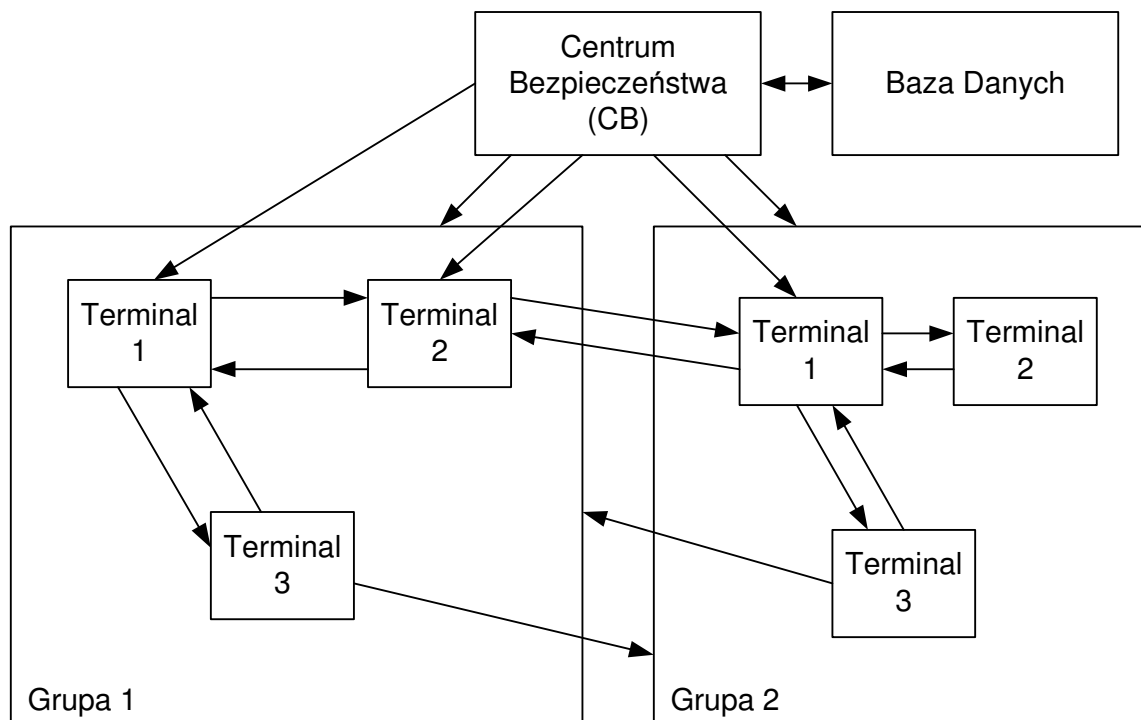 Centrum
Bezpieczeństwa
(CB)
Baza Danych
Terminal
1
Terminal
2
Terminal
1
Terminal
2
Terminal
3
Terminal
3
Grupa 1
Grupa 2